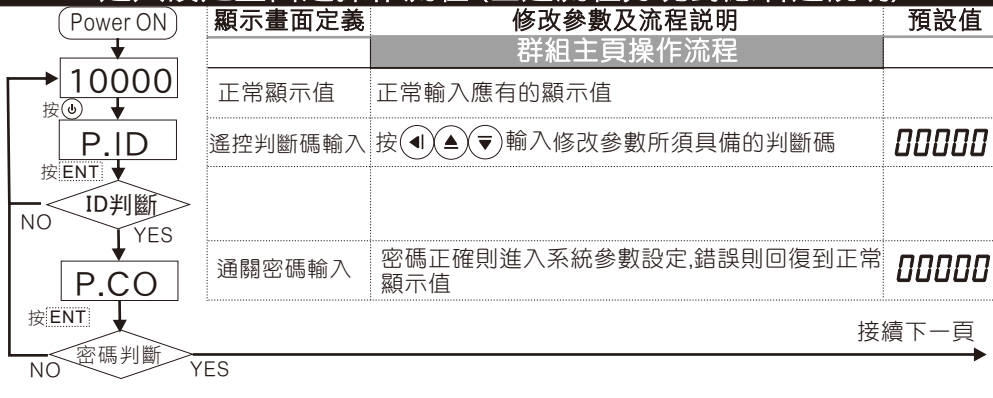 Power ON 顯示畫面定義 修改參數及流程說明 預設值
群組主頁操作流程
10000 正常顯示值 正常輸入應有的顯示值
按
P.ID 遙控判斷碼輸入 按 輸入修改參數所須具備的判斷碼 00000
按ENT
ID判斷
NO YES
P.CO 通關密碼輸入 密碼正確則進入系統參數設定,錯誤則回復到正常 00000
顯示值
按ENT
接續下一頁
密碼判斷
NO YES